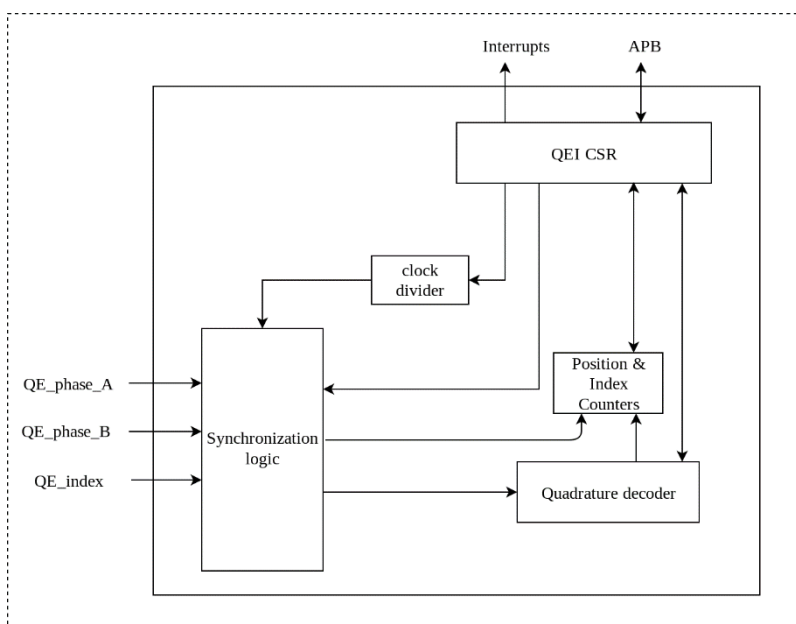 Interrupts
APB
QEI CSR
clock
divider
QE_phase_A
QE_phase_B
QE_index
Synchronization
logic
Position &
Index
Counters
Quadrature decoder